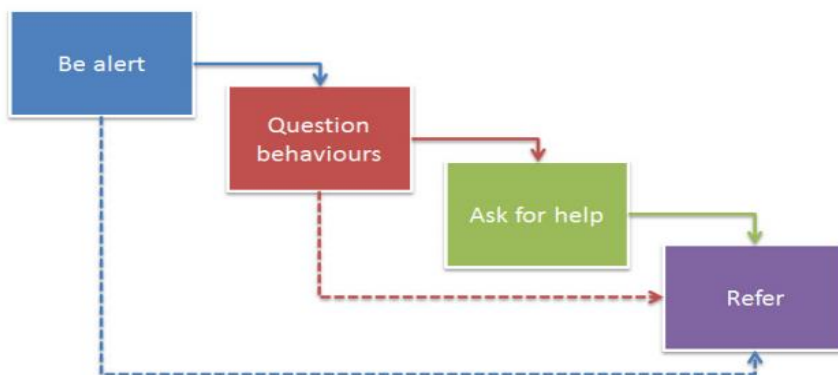 Be alert
Question
behaviours
Ask for help
Refer